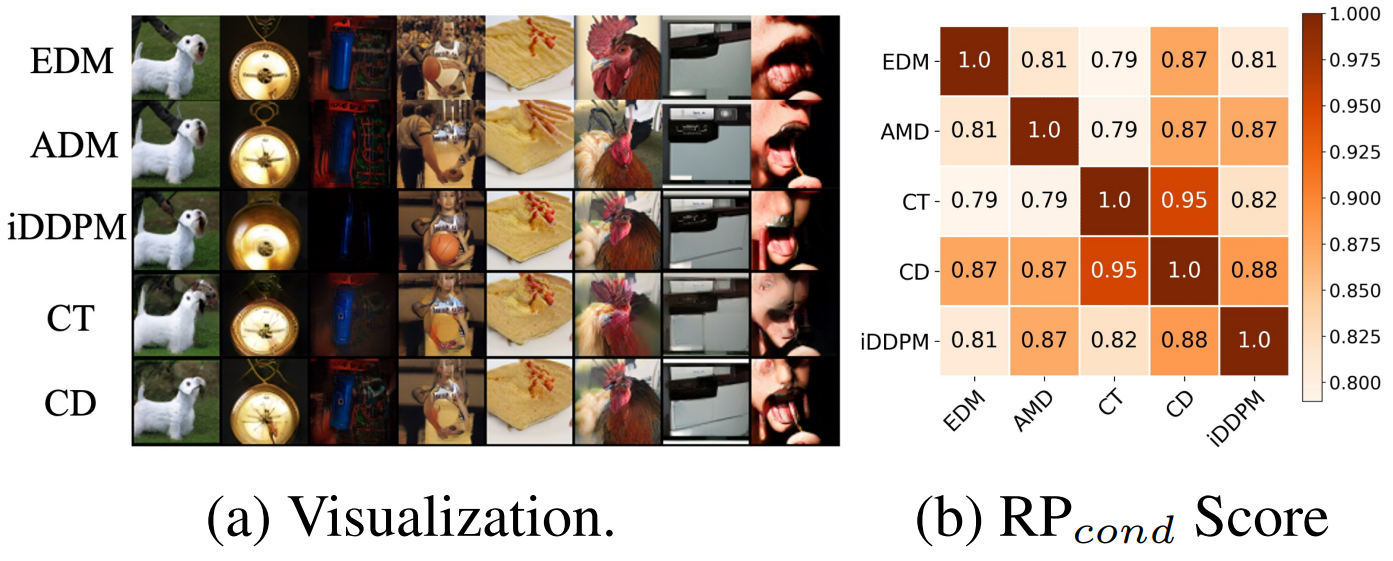 EDM
ADM
iDDPM
CT
CD
(a) Visualization.
EDM 1.0 0.81 0.79 0.87 0.81
AMD 0.81 1.0 0.79 0.87 0.87
CT 0.79 0.79 1.0 0.95 0.82
CD 0.87 0.87 0.95 1.0 0.88
iDDPM 0.81 0.87 0.82 0.88 1.0
EDM AMD CT CD iDDPM
1.000
0.975
0.950
0.925
0.900
0.875
0.850
0.825
0.800
(b) RPcond Score